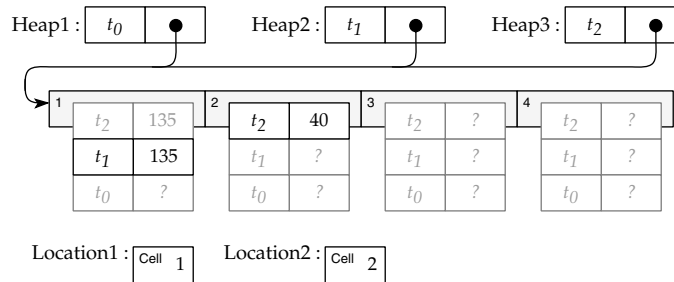 Heap1 : t0 Heap2 : t1 Heap3 : t2
1 2 3 4
t2 135 t2 40 t2 ? t2 ?
t1 135 t1 ? t1 ? t1 ?
t0 ? t0 ? t0 ? t0 ?
Location1 : Cell 1 Location2 : Cell 2